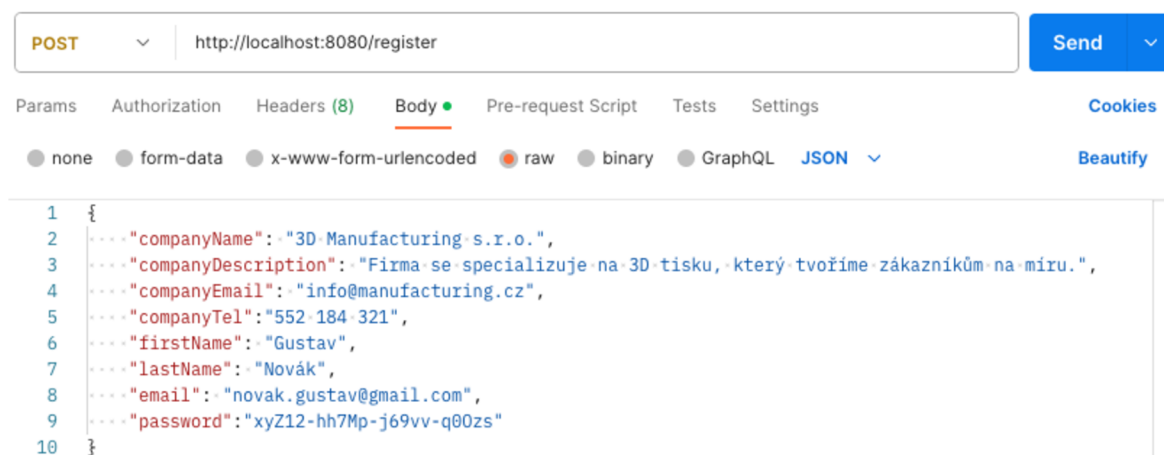 POST http://localhost:8080/register Send
Params Authorization Headers (8) Body Pre-request Script Tests Settings Cookies
none form-data x-www-form-urlencoded raw binary GraphQL JSON Beautify
1 {
2 "companyName": "3D Manufacturing s.r.o.",
3 "companyDescription": "Firma se specializuje na 3D tisku, který tvoříme zákazníkům na míru.",
4 "companyEmail": "info@manufacturing.cz",
5 "companyTel":"552 184 321",
6 "firstName": "Gustav",
7 "lastName": "Novák",
8 "email": "novak.gustav@gmail.com",
9 "password":"xyZ12-hh7Mp-j69vv-q0Ozs"
10 }